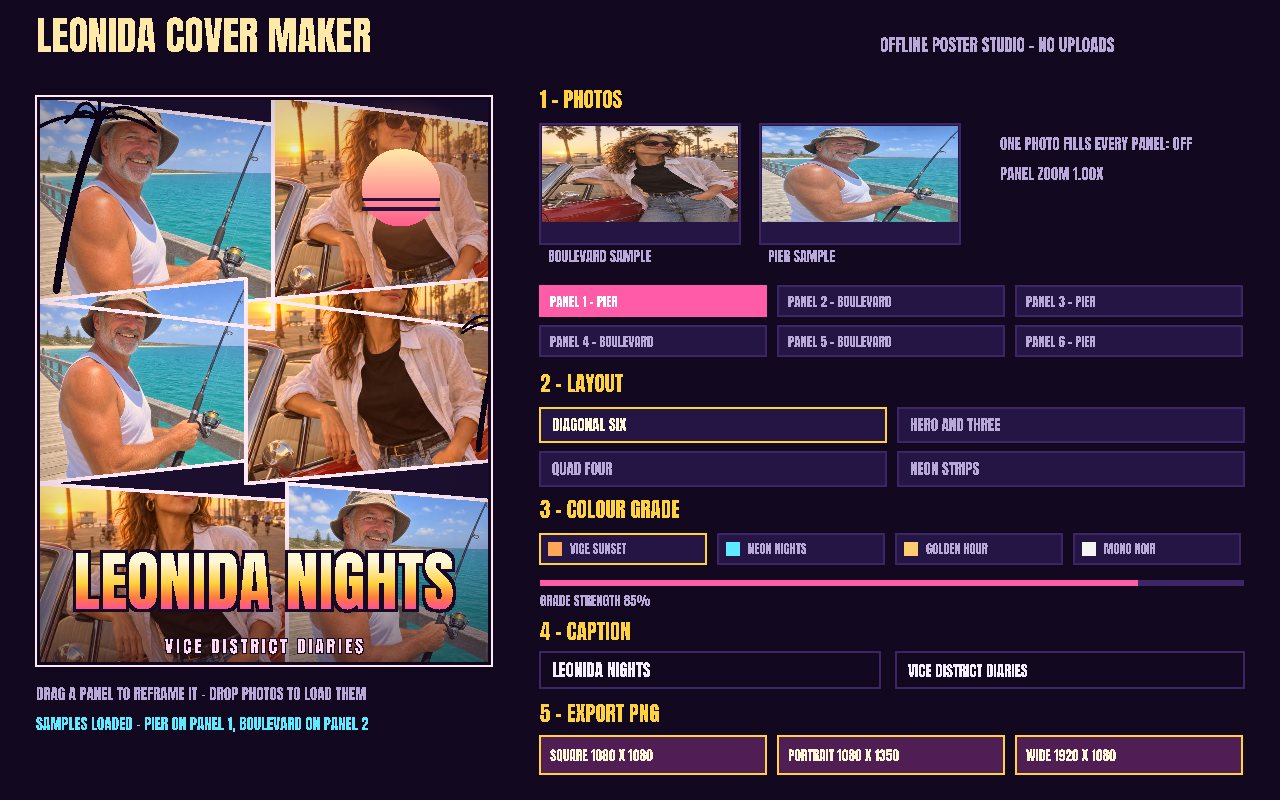 LEONIDA COVER MAKER
OFFLINE POSTER STUDIO - NO UPLOADS
LEONIDA NIGHTS
VICE DISTRICT DIARIES
DRAG A PANEL TO REFRAME IT - DROP PHOTOS TO LOAD THEM
SAMPLES LOADED - PIER ON PANEL 1, BOULEVARD ON PANEL 2
1 - PHOTOS
BOULEVARD SAMPLE
PIER SAMPLE
ONE PHOTO FILLS EVERY PANEL: OFF
PANEL ZOOM 1.00X
PANEL 1 - PIER
PANEL 2 - BOULEVARD
PANEL 3 - PIER
PANEL 4 - BOULEVARD
PANEL 5 - BOULEVARD
PANEL 6 - PIER
2 - LAYOUT
DIAGONAL SIX
HERO AND THREE
QUAD FOUR
NEON STRIPS
3 - COLOUR GRADE
VICE SUNSET
NEON NIGHTS
GOLDEN HOUR
MONO NOIR
GRADE STRENGTH 85%
4 - CAPTION
LEONIDA NIGHTS
VICE DISTRICT DIARIES
5 - EXPORT PNG
SQUARE 1080 X 1080
PORTRAIT 1080 X 1350
WIDE 1920 X 1080